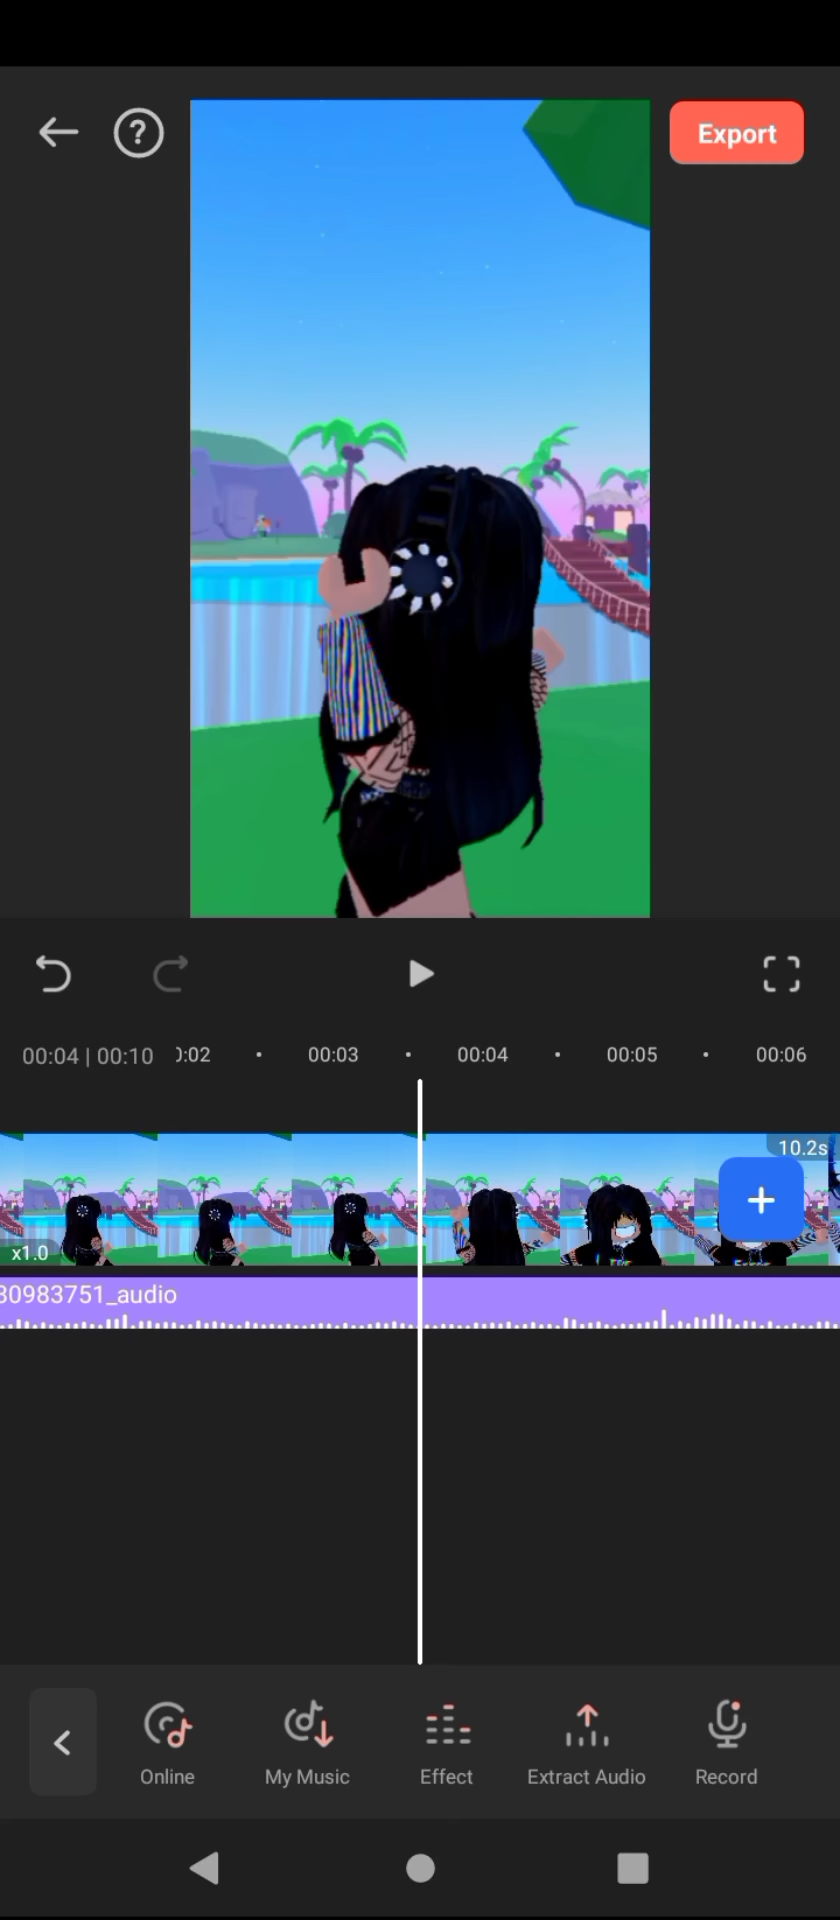 ?
Export
00:04 | 00:10
00:03
00:04
00:05
00:06
10.2s
x1.0
30983751_audio
Online
My Music
Effect
Extract Audio
Record